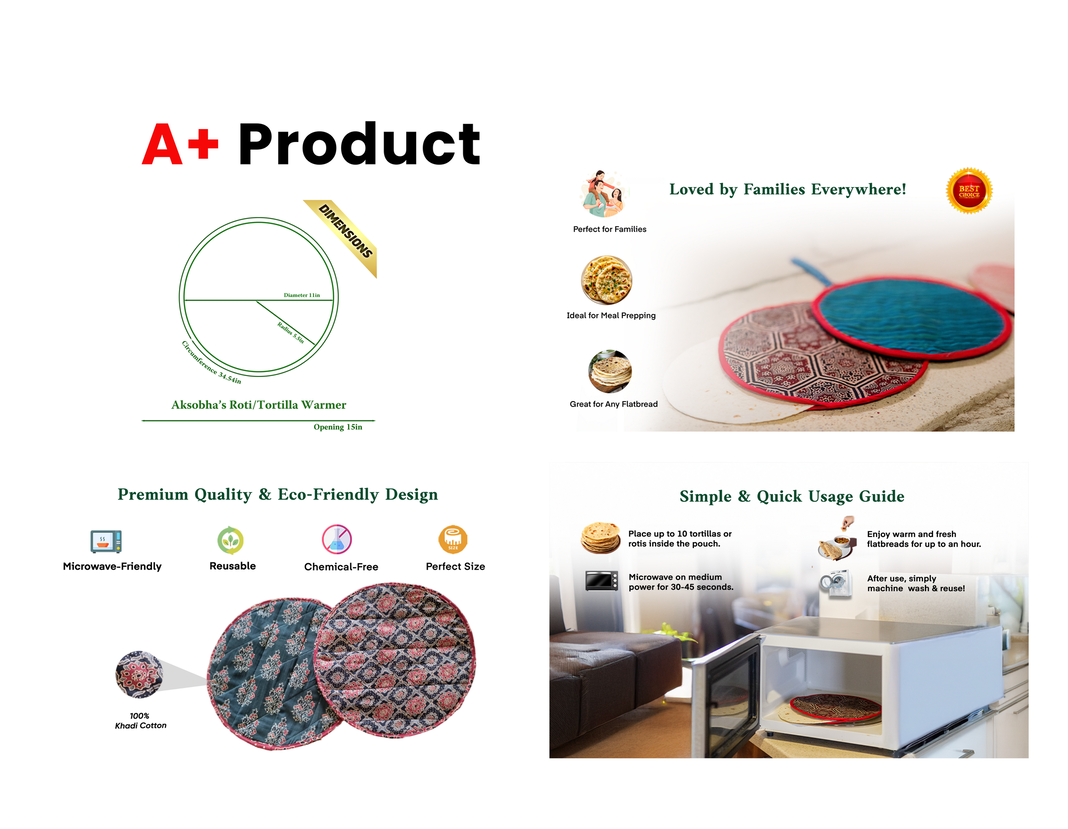 A+ Product
DIMENSIONS
Diameter 11in
Radius 5.5in
Circumference 34.54in
Aksobha's Roti/Tortilla Warmer
Opening 15in
Loved by Families Everywhere!
BEST
CHOICE
Perfect for Families
Ideal for Meal Prepping
Great for Any Flatbread
Premium Quality & Eco-Friendly Design
Microwave-Friendly
Reusable
Chemical-Free
SIZE
Perfect Size
100%
Khadi Cotton
Simple & Quick Usage Guide
Place up to 10 tortillas or
rotis inside the pouch.
Microwave on medium
power for 30-45 seconds.
Enjoy warm and fresh
flatbreads for up to an hour.
After use, simply
machine wash & reuse!